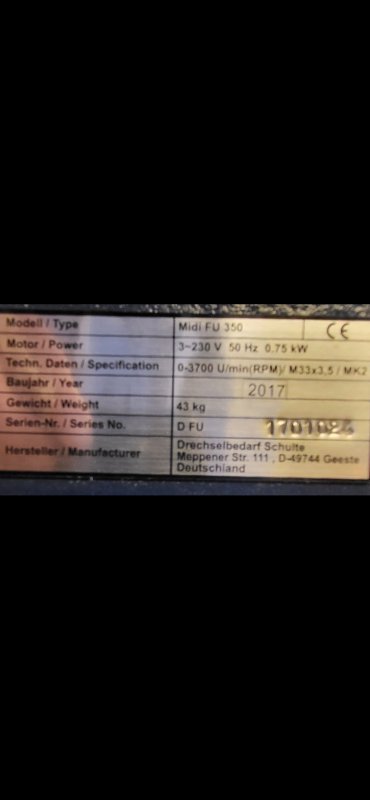 Modell / Type Midi FU 350 CE
Motor / Power 3~230 V 50 Hz 0.75 kW
Techn. Daten / Specification 0-3700 U/min(RPM)/ M33x3,5 / MK2
Baujahr / Year 2017
Gewicht / Weight 43 kg
Serien-Nr. / Series No. D FU 1701024
Hersteller / Manufacturer Drechselbedarf Schulte
Meppener Str. 111 , D-49744 Geeste
Deutschland